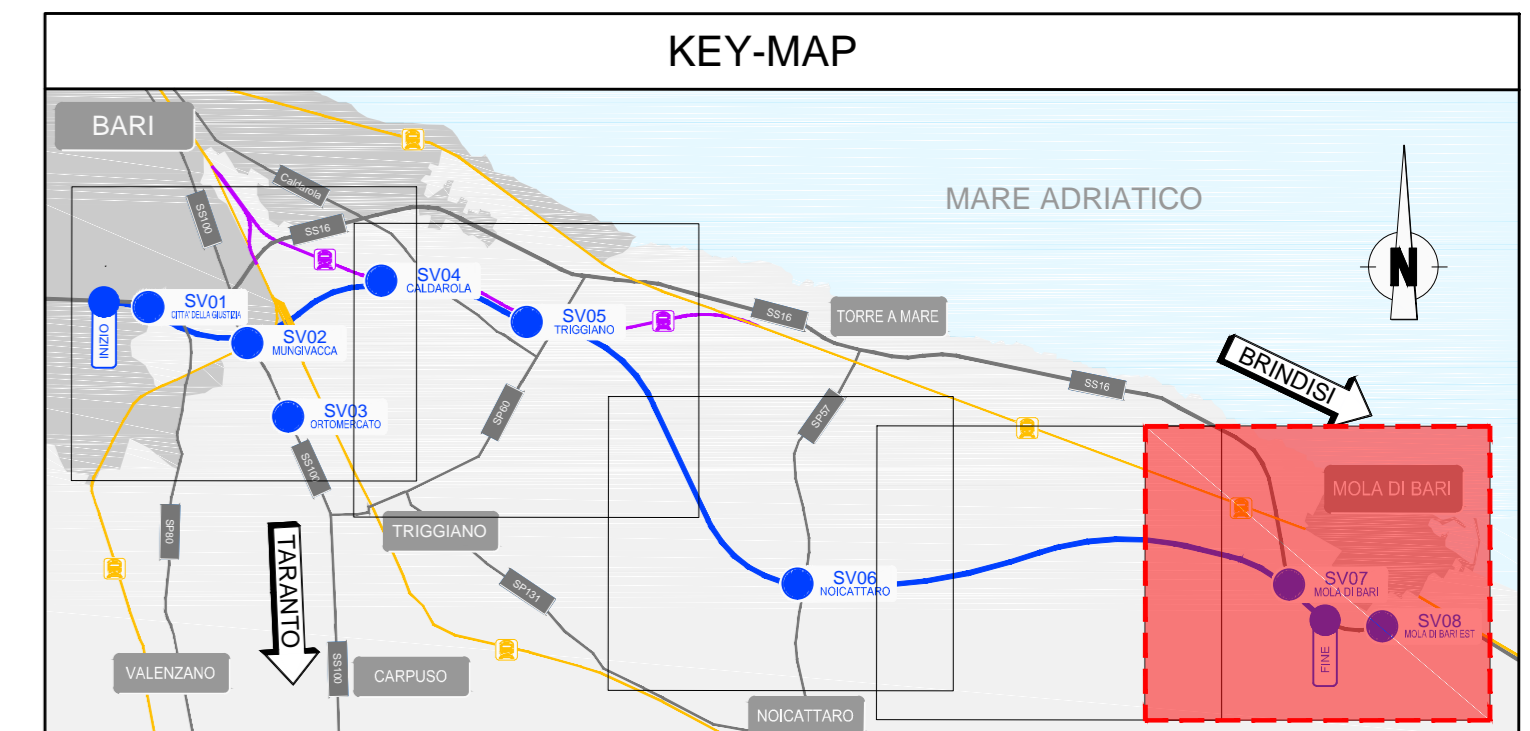 KEY-MAP
BARI
MARE ADRIATICO
Caldarola
SS100
SS16
SV04
CALDAROLA
SV01
CITTA' DELLA GIUSTIZIA
INIZIO
SV02
MUNGIVACCA
SV05
TRIGGIANO
SS16
TORRE A MARE
N
BRINDISI
SS16
SV03
ORTOMERCATO
SP60
SP57
SS100
MOLA DI BARI
SP80
TRIGGIANO
TARANTO
SP131
SV06
NOICATTARO
SV07
MOLA DI BARI
SV08
MOLA DI BARI EST
FINE
VALENZANO
SS100
CARPUSO
NOICATTARO